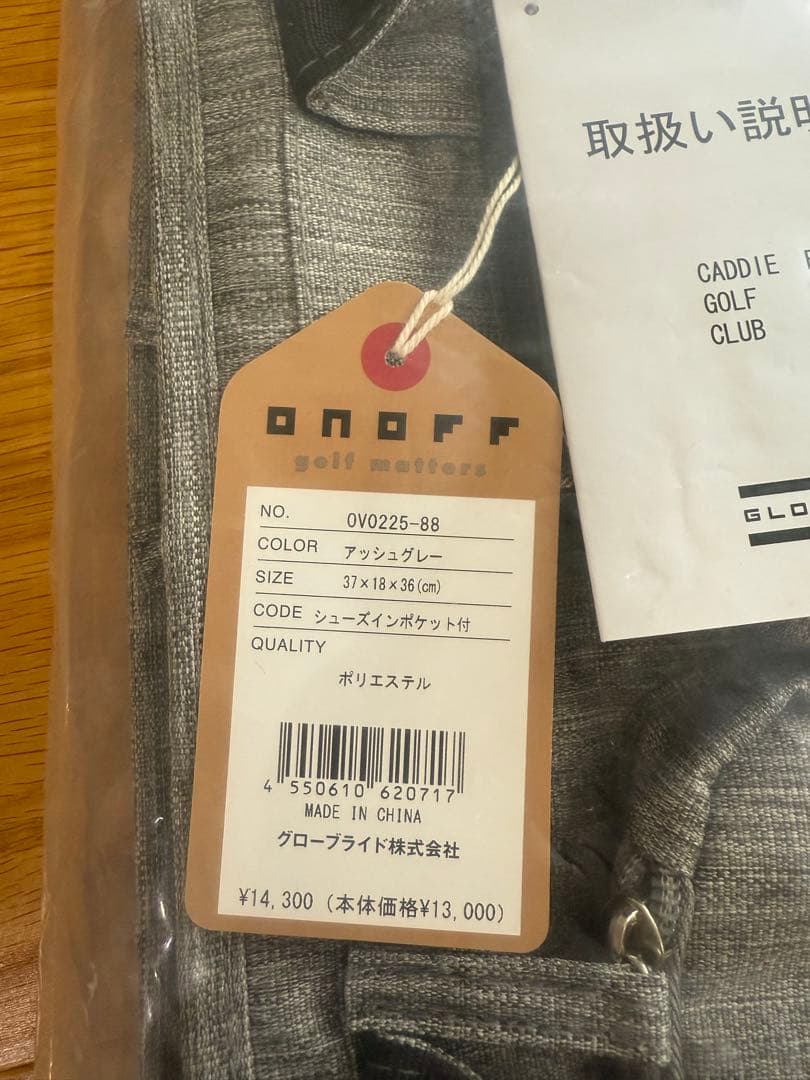 取扱い説明
CADDIE
GOLF
CLUB
GLO
onoff
golf matters
NO. OV0225-88
COLOR アッシュグレー
SIZE 37×18×36(cm)
CODE シューズインポケット付
QUALITY
ポリエステル
4 550610 620717
MADE IN CHINA
グローブライド株式会社
¥14,300 (本体価格¥13,000)